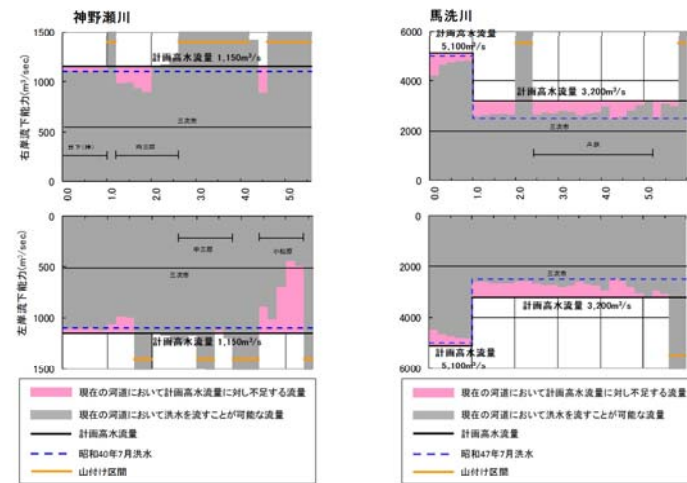 神野瀬川
1500
1000
500
0
右岸流下能力(m³/sec)
計画高水流量 1,150m³/s
三次市
0.0
1.0
2.0
3.0
4.0
5.0
0
500
1000
1500
左岸流下能力(m³/sec)
三次市
計画高水流量 1,150m³/s
現在の河道において計画高水流量に対し不足する流量
現在の河道において洪水を流すことが可能な流量
計画高水流量
昭和40年7月洪水
山付け区間
馬洗川
6000
4000
2000
0
計画高水流量
5,100m³/s
計画高水流量 3,200m³/s
三次市
0.0
1.0
2.0
3.0
4.0
5.0
0
2000
4000
6000
三次市
計画高水流量 3,200m³/s
計画高水流量
5,100m³/s
現在の河道において計画高水流量に対し不足する流量
現在の河道において洪水を流すことが可能な流量
計画高水流量
昭和47年7月洪水
山付け区間